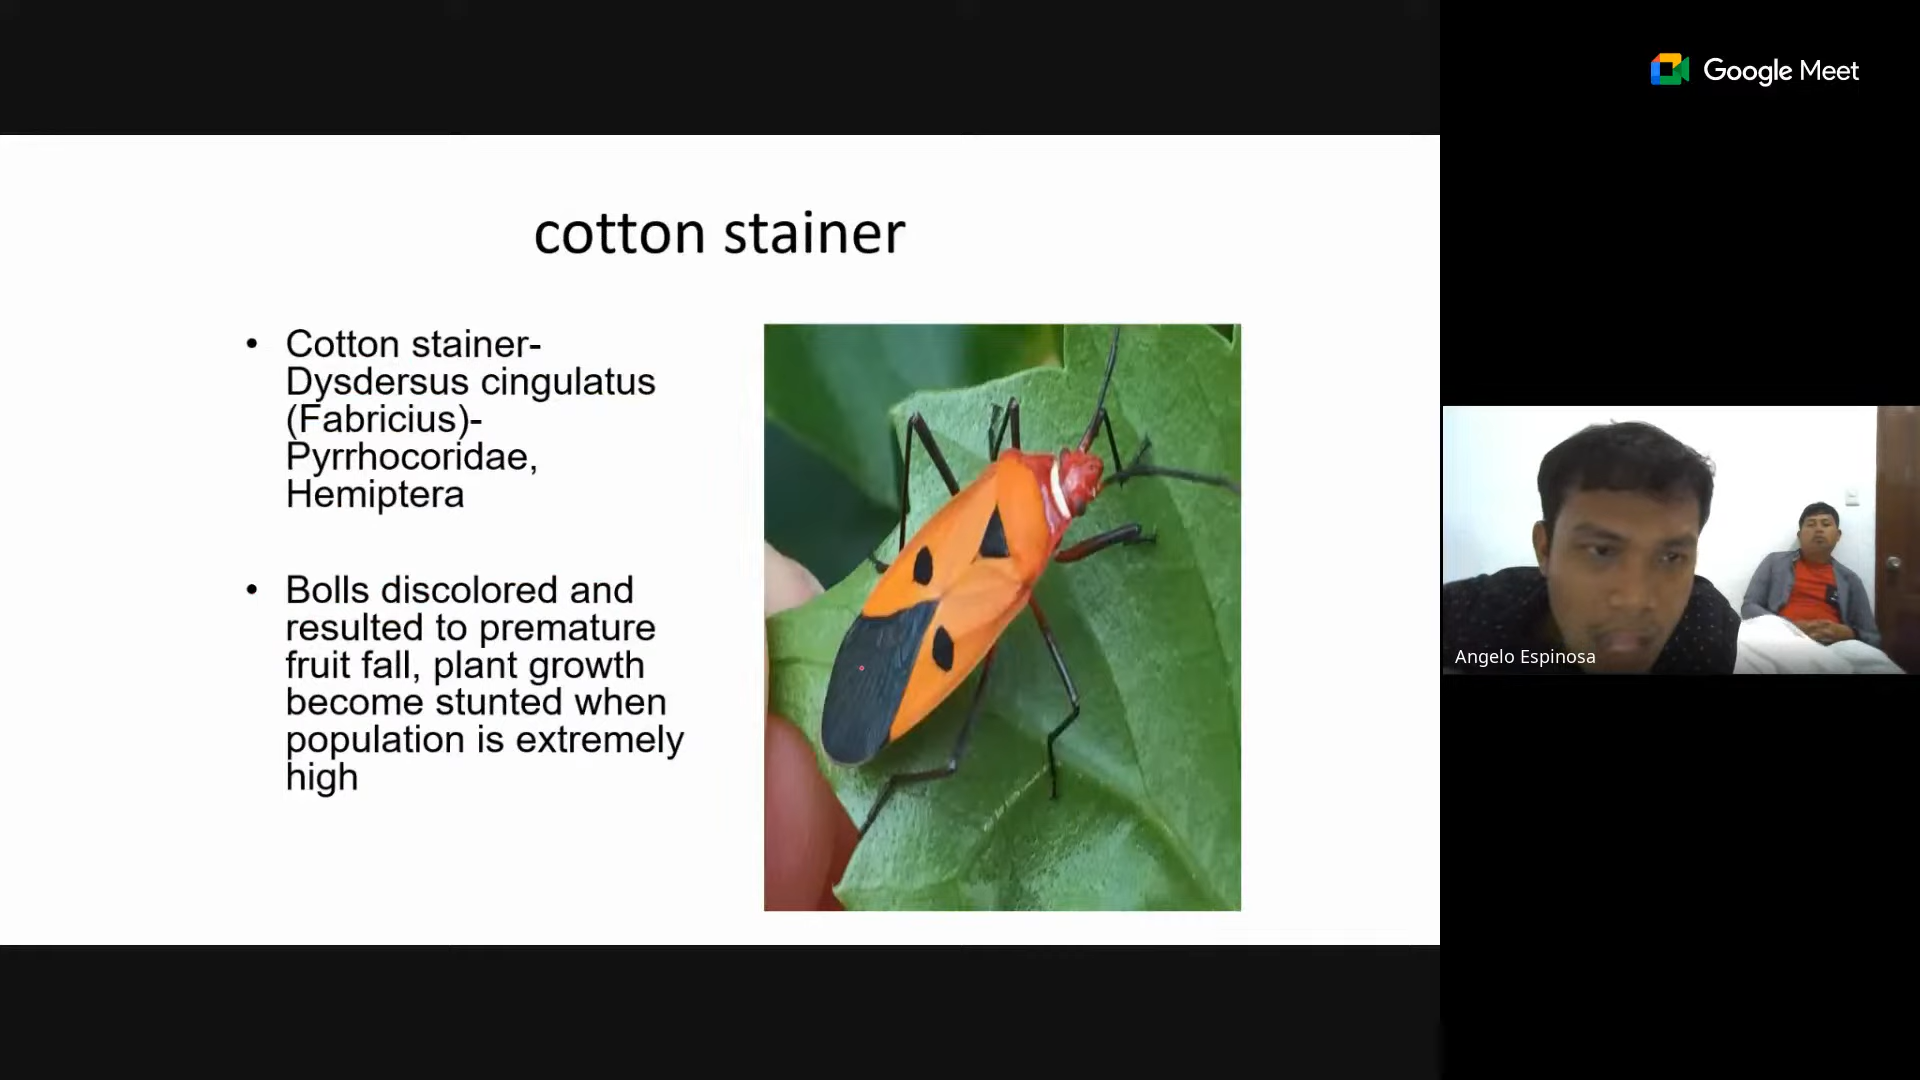 Google Meet
cotton stainer
• Cotton stainer-
Dysdersus cingulatus
(Fabricius)-
Pyrrhocoridae,
Hemiptera
• Bolls discolored and
resulted to premature
fruit fall, plant growth
become stunted when
population is extremely
high
Angelo Espinosa